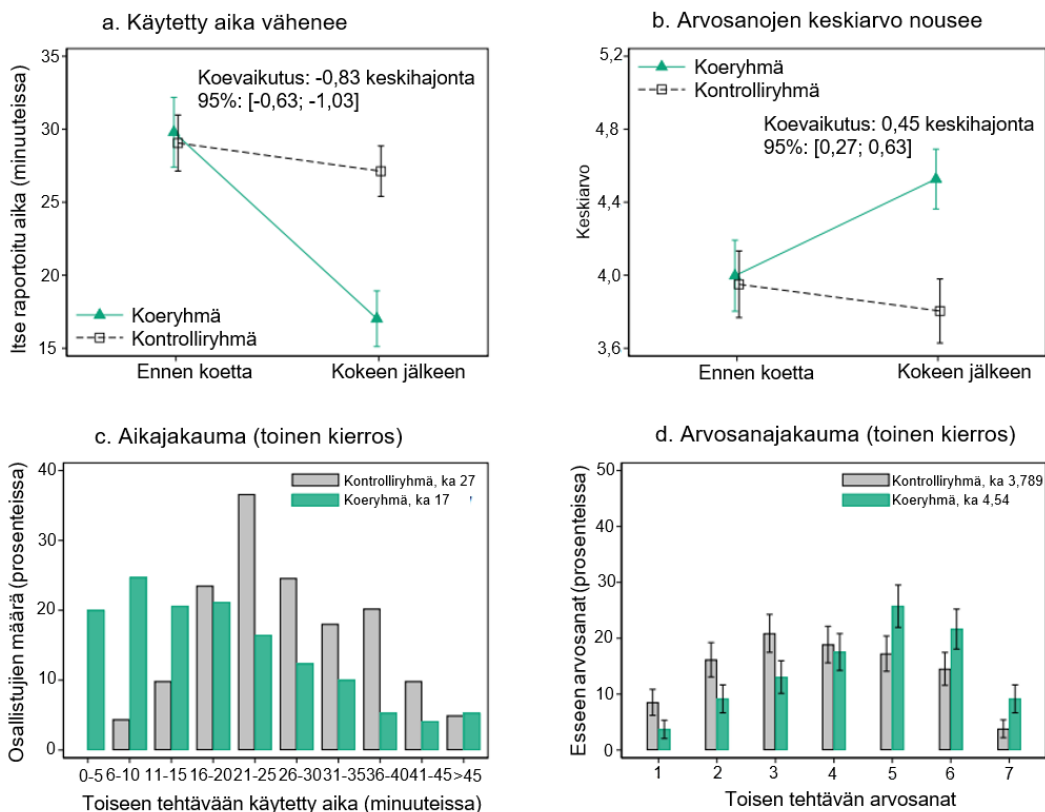 a. Käytetty aika vähenee
35
30
25
20
15
Itse raportoitu aika (minuuteissa)
Koevaikutus: -0,83 keskihajonta
95%: [-0,63; -1,03]
Koeryhmä
Kontrolliryhmä
Ennen koetta
Kokeen jälkeen
b. Arvosanojen keskiarvo nousee
5,2
4,8
4,4
4,0
3,6
Keskiarvo
Koeryhmä
Kontrolliryhmä
Koevaikutus: 0,45 keskihajonta
95%: [0,27; 0,63]
Ennen koetta
Kokeen jälkeen
c. Aikajakauma (toinen kierros)
40
30
20
10
0
Osallistujien määrä (prosenteissa)
Kontrolliryhmä, ka 27
Koeryhmä, ka 17
0-5 6-10 11-15 16-20 21-25 26-30 31-35 36-40 41-45 >45
Toiseen tehtävään käytetty aika (minuuteissa)
d. Arvosanajakauma (toinen kierros)
50
40
30
20
10
0
Esseen arvosanat (prosenteissa)
Kontrolliryhmä, ka 3,789
Koeryhmä, ka 4,54
1 2 3 4 5 6 7
Toisen tehtävän arvosanat